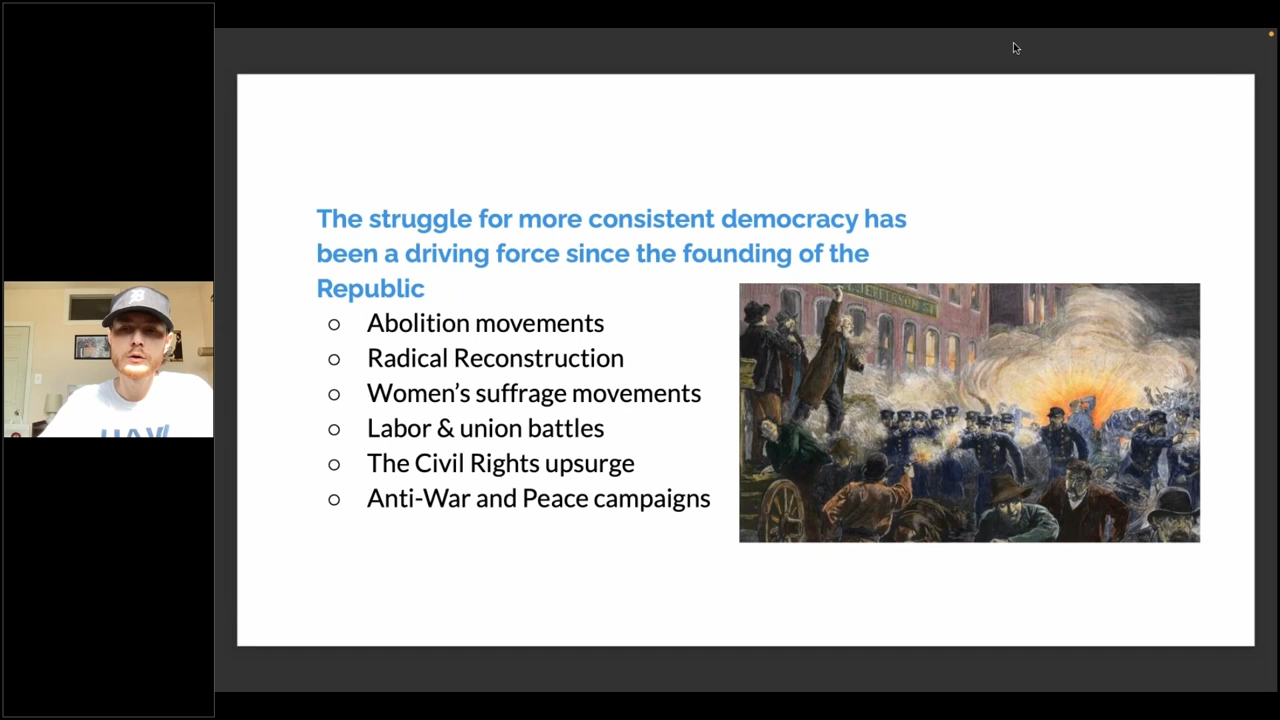 The struggle for more consistent democracy has
been a driving force since the founding of the
Republic
○ Abolition movements
○ Radical Reconstruction
○ Women's suffrage movements
○ Labor & union battles
○ The Civil Rights upsurge
○ Anti-War and Peace campaigns